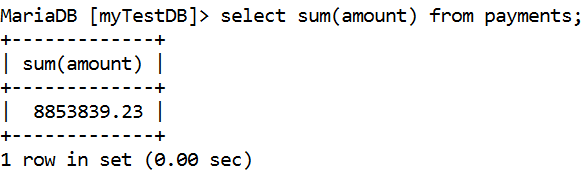 MariaDB [myTestDB]> select sum(amount) from payments;
+-------------+
| sum(amount) |
+-------------+
|  8853839.23 |
+-------------+
1 row in set (0.00 sec)